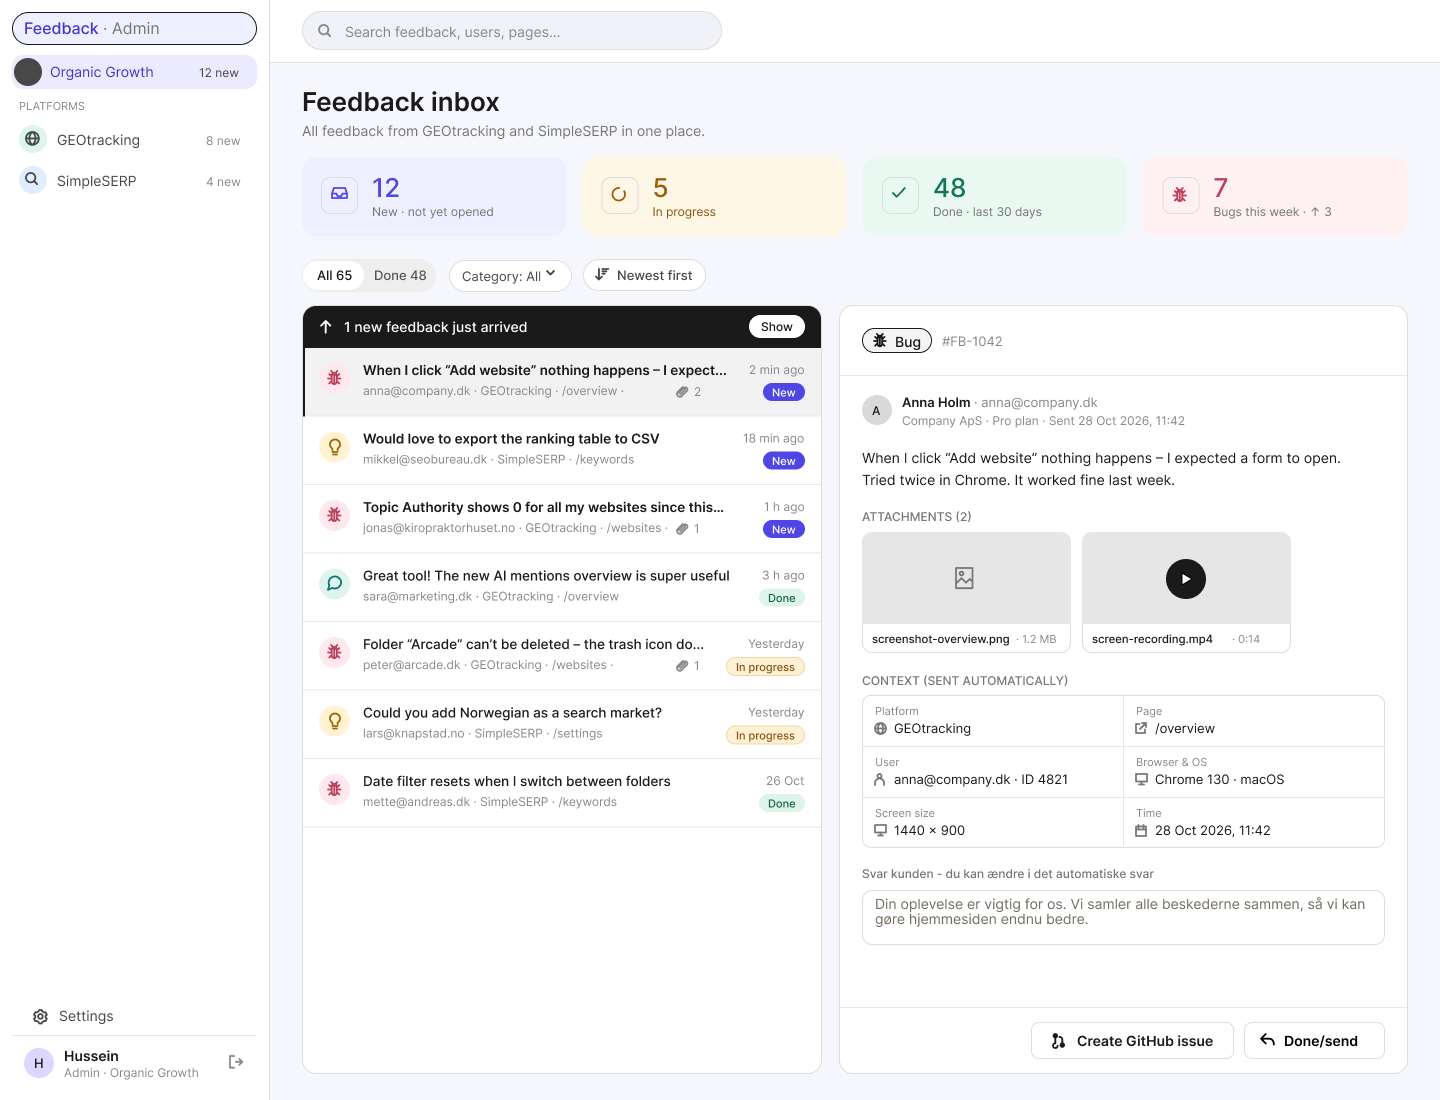 Feedback · Admin
Organic Growth 12 new
PLATFORMS
GEOtracking 8 new
SimpleSERP 4 new
Settings
H
Hussein
Admin · Organic Growth
Search feedback, users, pages...
Feedback inbox
All feedback from GEOtracking and SimpleSERP in one place.
12
New · not yet opened
5
In progress
48
Done · last 30 days
7
Bugs this week · ↑ 3
All 65 Done 48 Category: All Newest first
1 new feedback just arrived Show
When I click “Add website” nothing happens – I expect... 2 min ago
anna@company.dk · GEOtracking · /overview · 2 New
Would love to export the ranking table to CSV 18 min ago
mikkel@seobureau.dk · SimpleSERP · /keywords New
Topic Authority shows 0 for all my websites since this... 1 h ago
jonas@kiropraktorhuset.no · GEOtracking · /websites · 1 New
Great tool! The new AI mentions overview is super useful 3 h ago
sara@marketing.dk · GEOtracking · /overview Done
Folder “Arcade” can’t be deleted – the trash icon do... Yesterday
peter@arcade.dk · GEOtracking · /websites · 1 In progress
Could you add Norwegian as a search market? Yesterday
lars@knapstad.no · SimpleSERP · /settings In progress
Date filter resets when I switch between folders 26 Oct
mette@andreas.dk · SimpleSERP · /keywords Done
Bug #FB-1042
A
Anna Holm · anna@company.dk
Company ApS · Pro plan · Sent 28 Oct 2026, 11:42
When I click “Add website” nothing happens – I expected a form to open.
Tried twice in Chrome. It worked fine last week.
ATTACHMENTS (2)
screenshot-overview.png · 1.2 MB
screen-recording.mp4 · 0:14
CONTEXT (SENT AUTOMATICALLY)
Platform
GEOtracking
Page
/overview
User
anna@company.dk · ID 4821
Browser & OS
Chrome 130 · macOS
Screen size
1440 × 900
Time
28 Oct 2026, 11:42
Svar kunden - du kan ændre i det automatiske svar
Din oplevelse er vigtig for os. Vi samler alle beskederne sammen, så vi kan
gøre hjemmesiden endnu bedre.
Create GitHub issue Done/send